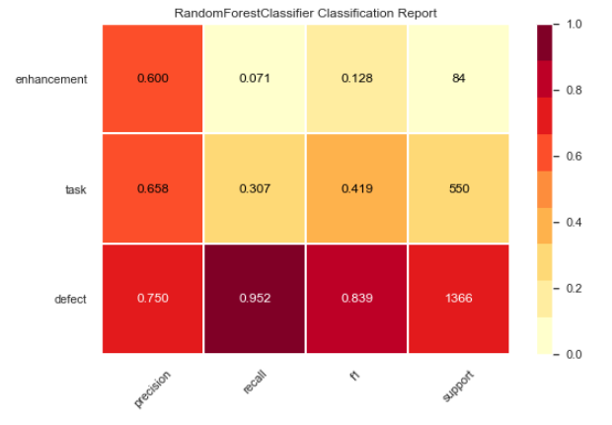 RandomForestClassifier Classification Report
1.0
enhancement 0.600 0.071 0.128 84
0.8
0.6
task 0.658 0.307 0.419 550
0.4
0.2
defect 0.750 0.952 0.839 1366
0.0
precision recall f1 support